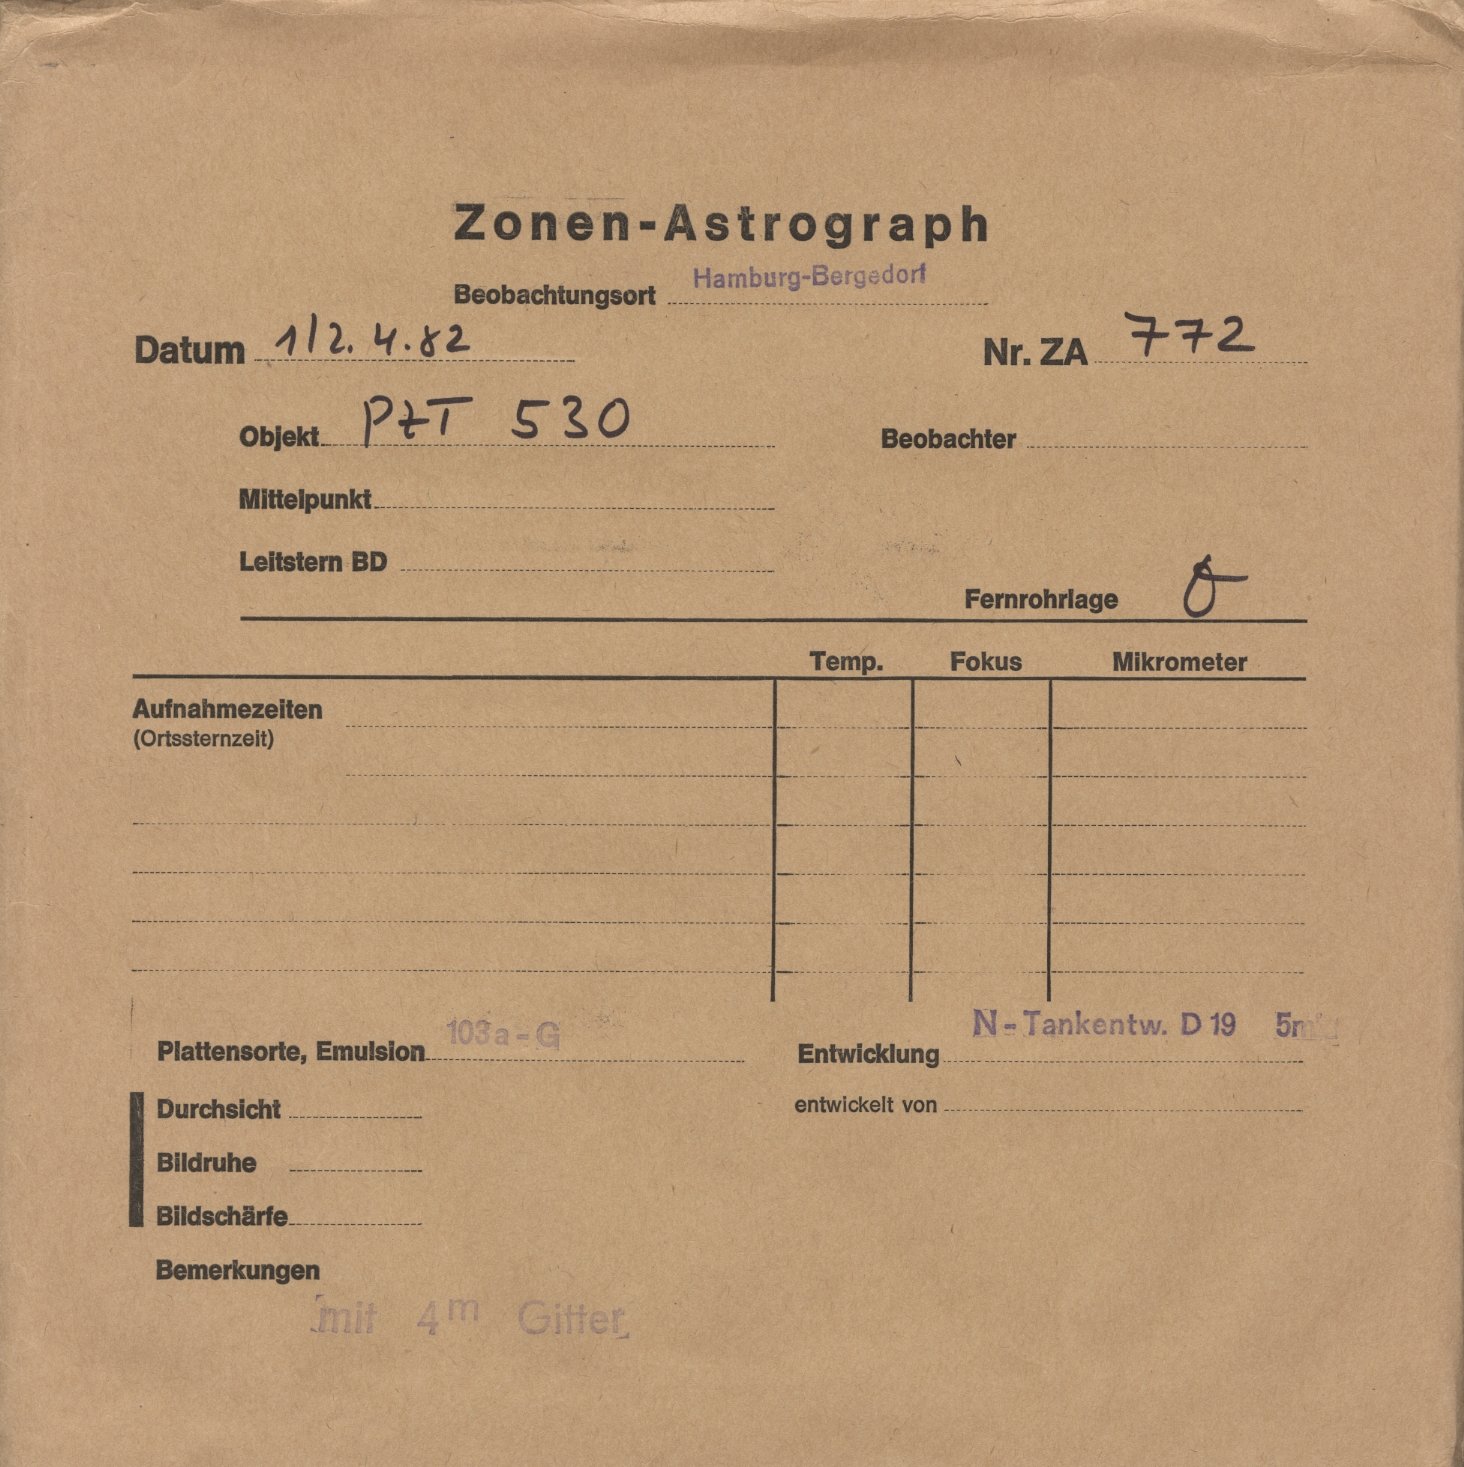 Zonen-Astrograph
Beobachtungsort Hamburg-Bergedorf
Datum 1/2. 4. 82 Nr. ZA 772
Objekt PZT 530 Beobachter
Mittelpunkt
Leitstern BD
Fernrohrlage
Temp. Fokus Mikrometer
Aufnahmezeiten
(Ortssternzeit)
Plattensorte, Emulsion 103a-G Entwicklung N-Tankentw. D 19 5min
Durchsicht entwickelt von
Bildruhe
Bildschärfe
Bemerkungen
mit 4m Gitter